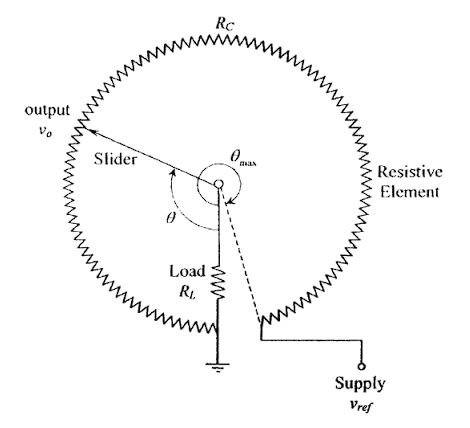 R_C
output
v_o
Slider
θ_max
Resistive
Element
θ
Load
R_L
Supply
v_ref